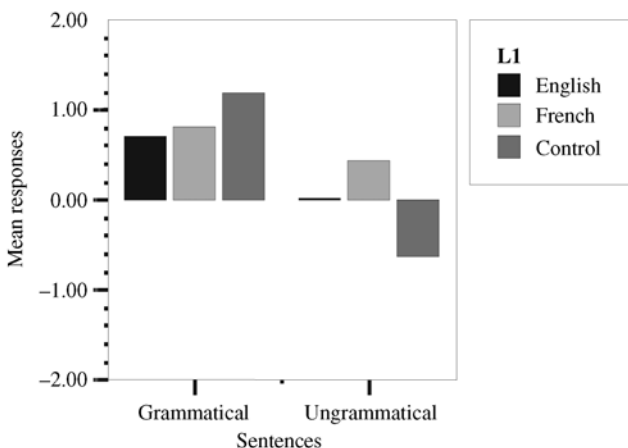 2.00
1.00
0.00
−1.00
−2.00
Mean responses
Grammatical
Ungrammatical
Sentences
L1
English
French
Control